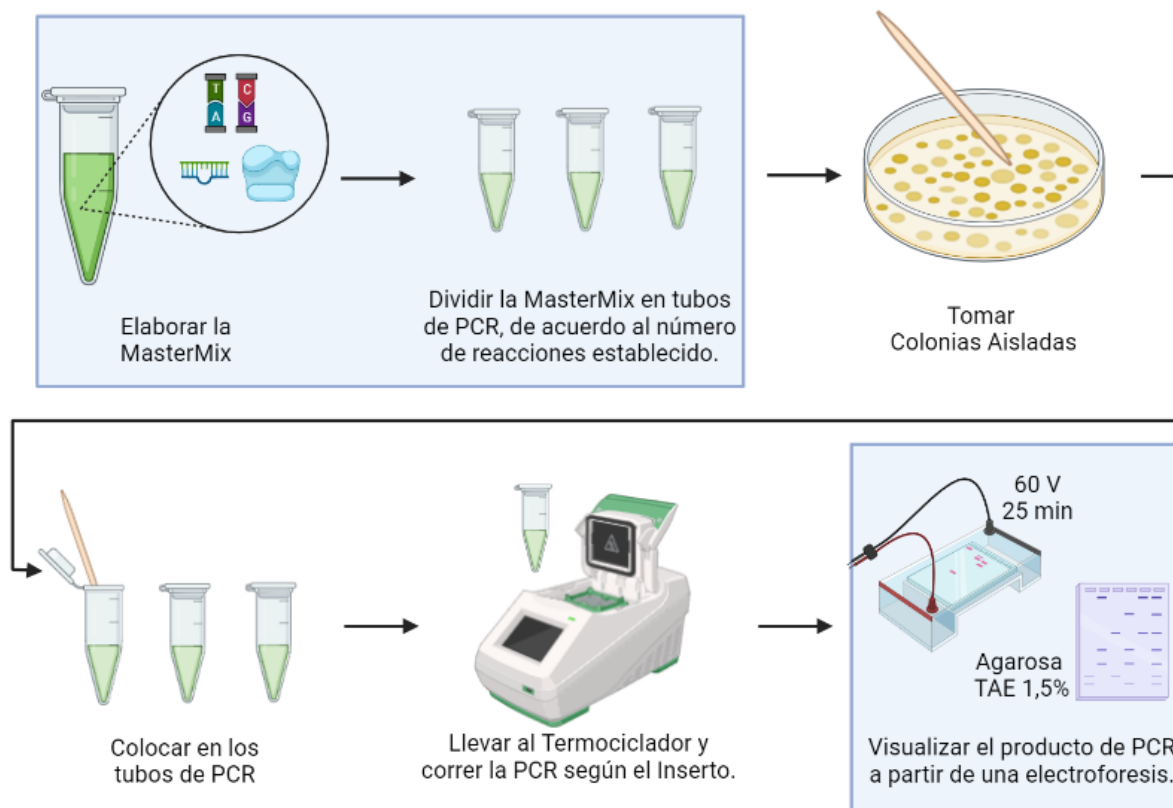 T
C
A
G
Elaborar la
MasterMix
Dividir la MasterMix en tubos
de PCR, de acuerdo al número
de reacciones establecido.
Tomar
Colonias Aisladas
Colocar en los
tubos de PCR
Llevar al Termociclador y
correr la PCR según el Inserto.
60 V
25 min
Agarosa
TAE 1,5%
Visualizar el producto de PCR
a partir de una electroforesis.